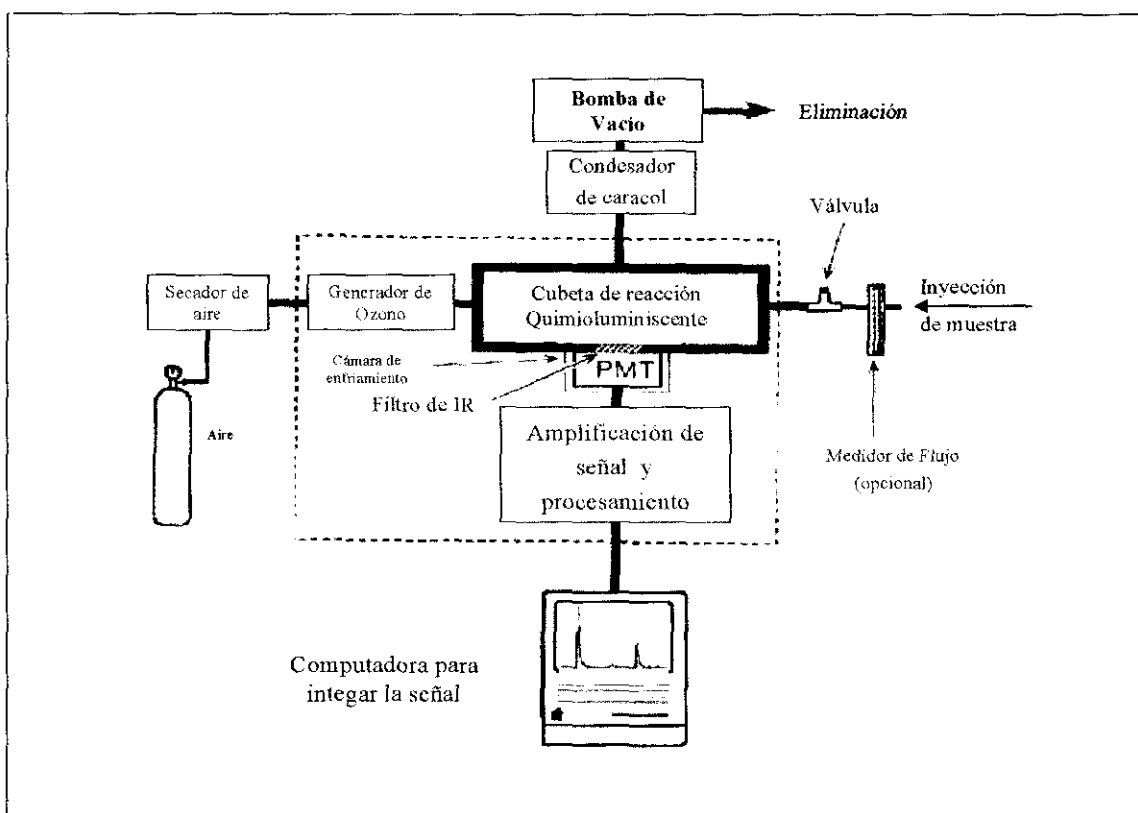 Bomba de
Vacio
Eliminación
Condesador
de caracol
Válvula
Secador de
aire
Generador de
Ozono
Cubeta de reacción
Quimioluminiscente
Inyección
de muestra
Cámara de
enfriamiento
PMT
Filtro de IR
Aire
Amplificación de
señal y
procesamiento
Medidor de Flujo
(opcional)
Computadora para
integar la señal